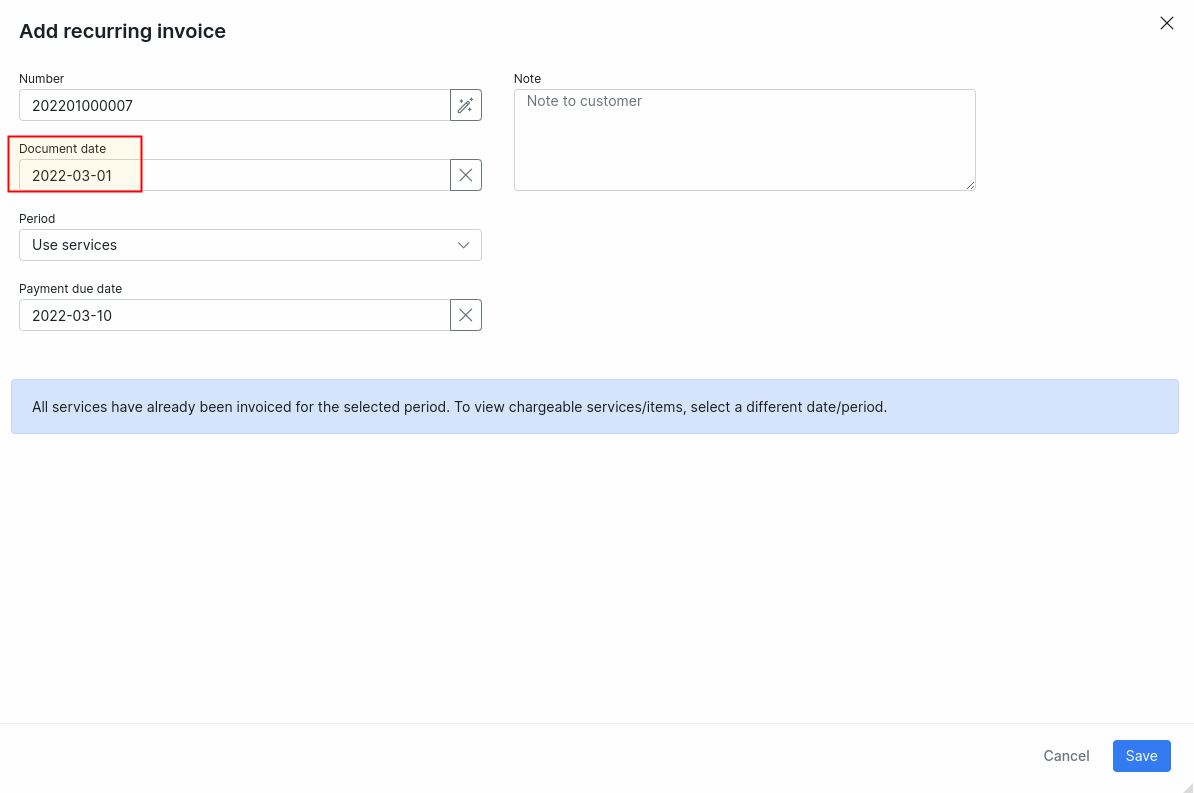 Add recurring invoice
Number
202201000007
Document date
2022-03-01
Period
Use services
Payment due date
2022-03-10
Note
Note to customer
All services have already been invoiced for the selected period. To view chargeable services/items, select a different date/period.
Cancel
Save